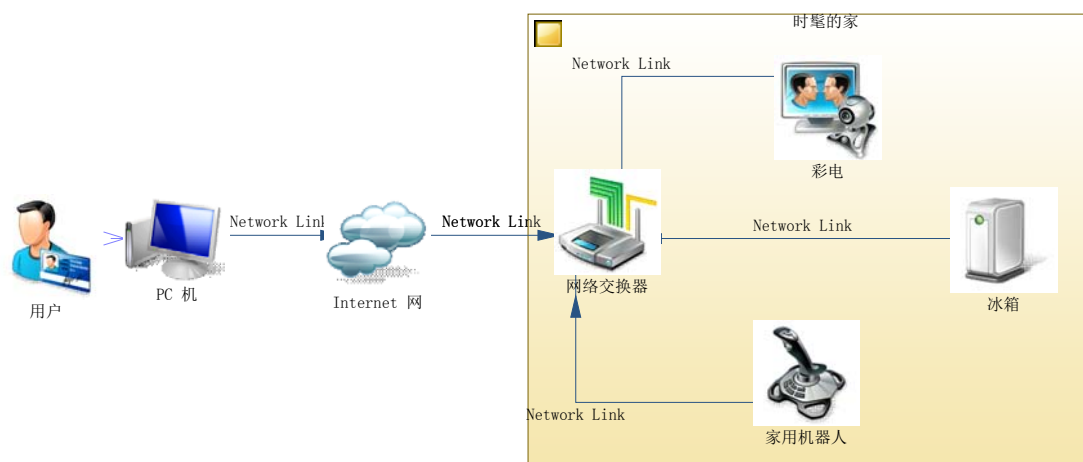 时髦的家
Network Link
彩电
Network Link
Network Link
Network Link
用户
PC 机
Internet 网
网络交换器
冰箱
Network Link
家用机器人